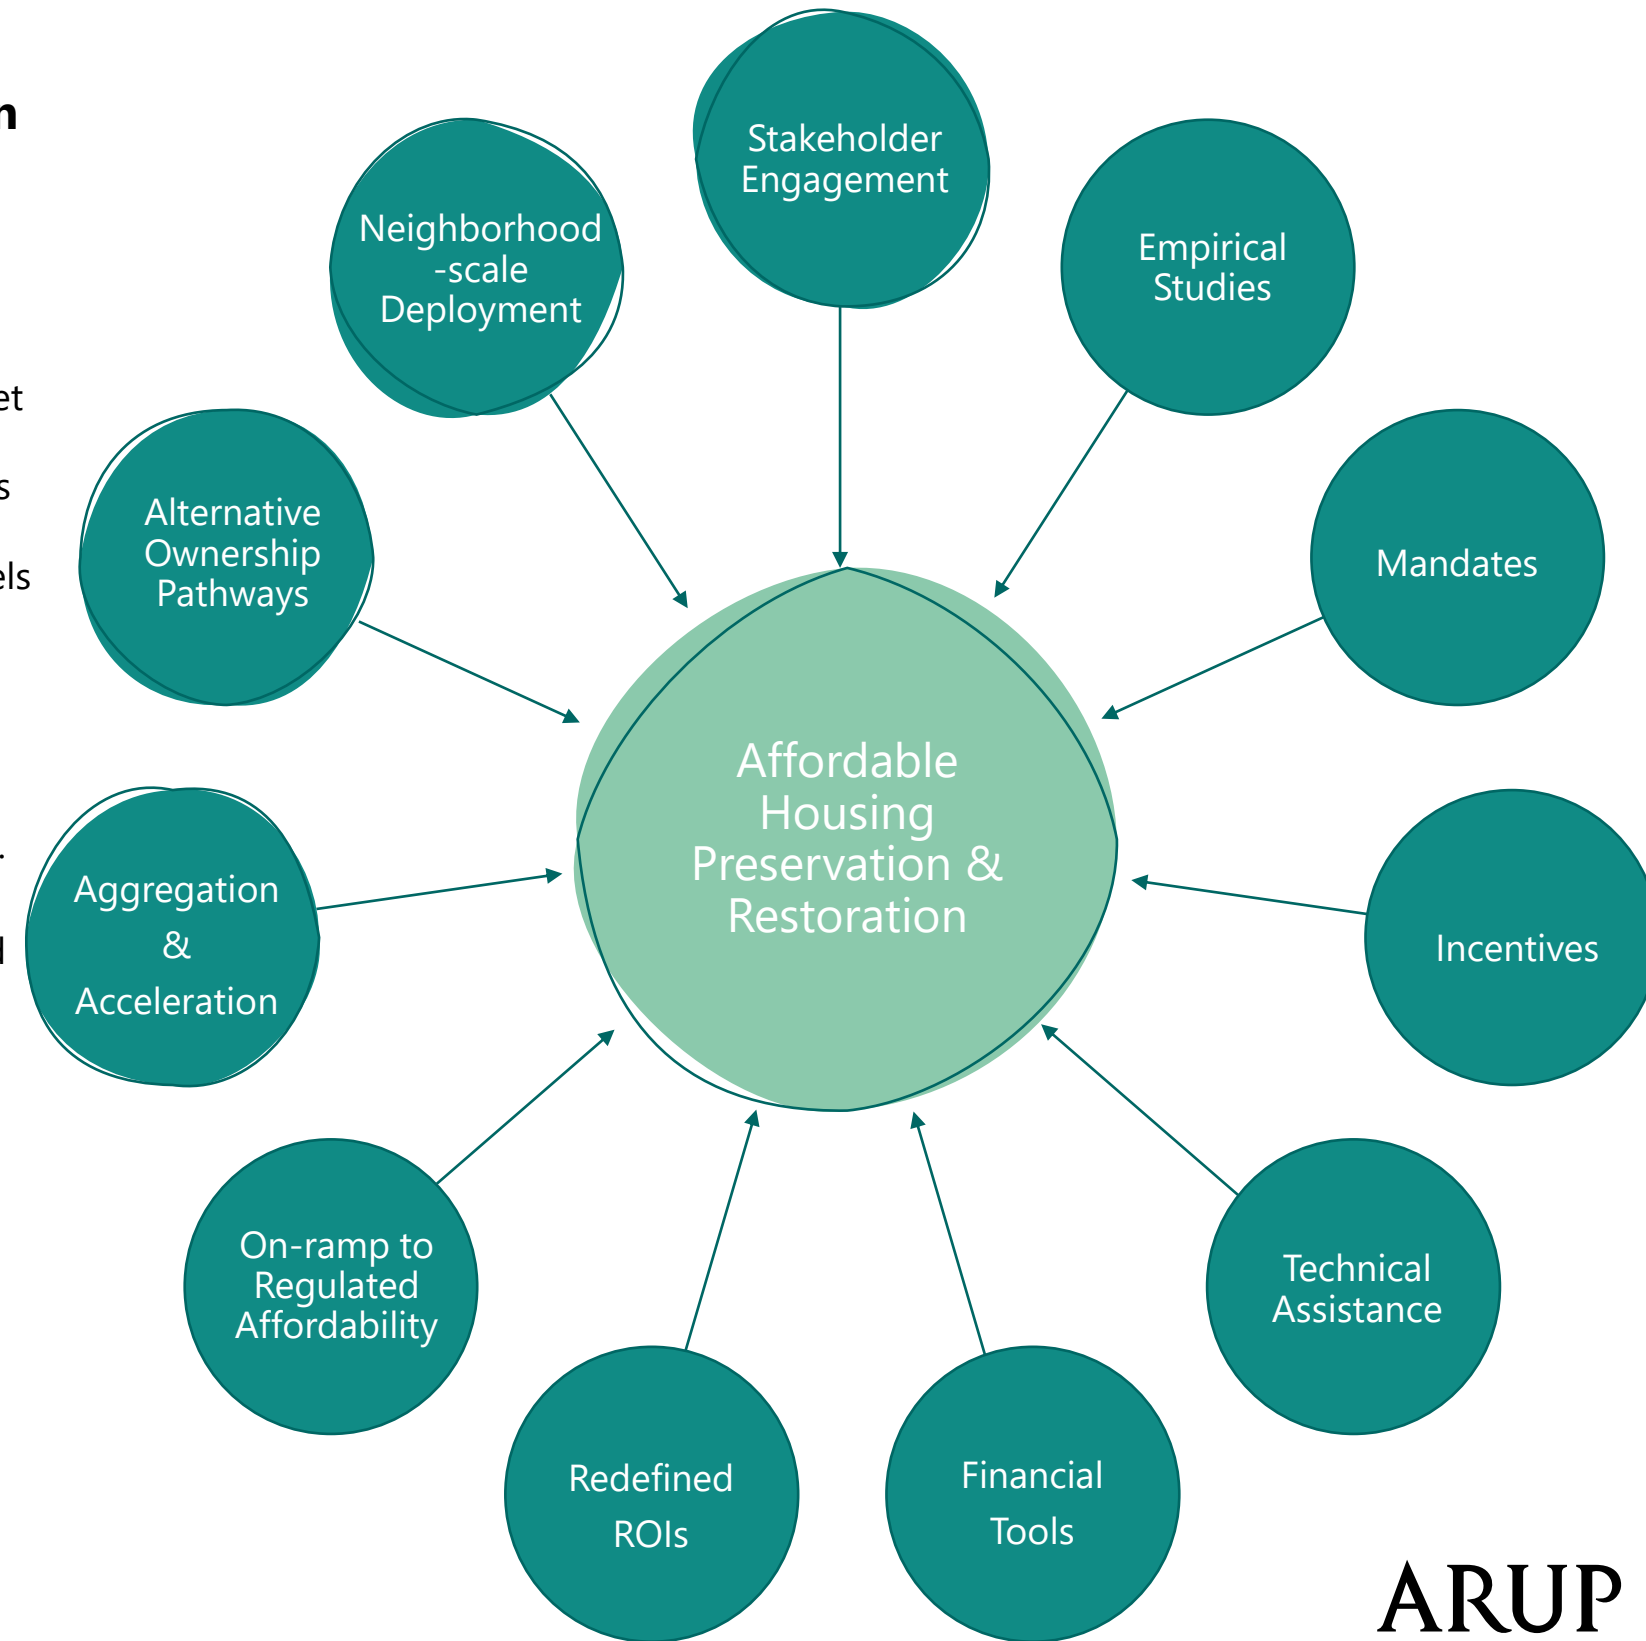 Stakeholder
Engagement
Neighborhood
-scale
Deployment
Empirical
Studies
Alternative
Ownership
Pathways
Mandates
Affordable
Housing
Preservation &
Restoration
Aggregation
&
Acceleration
Incentives
On-ramp to
Regulated
Affordability
Technical
Assistance
Redefined
ROIs
Financial
Tools
ARUP